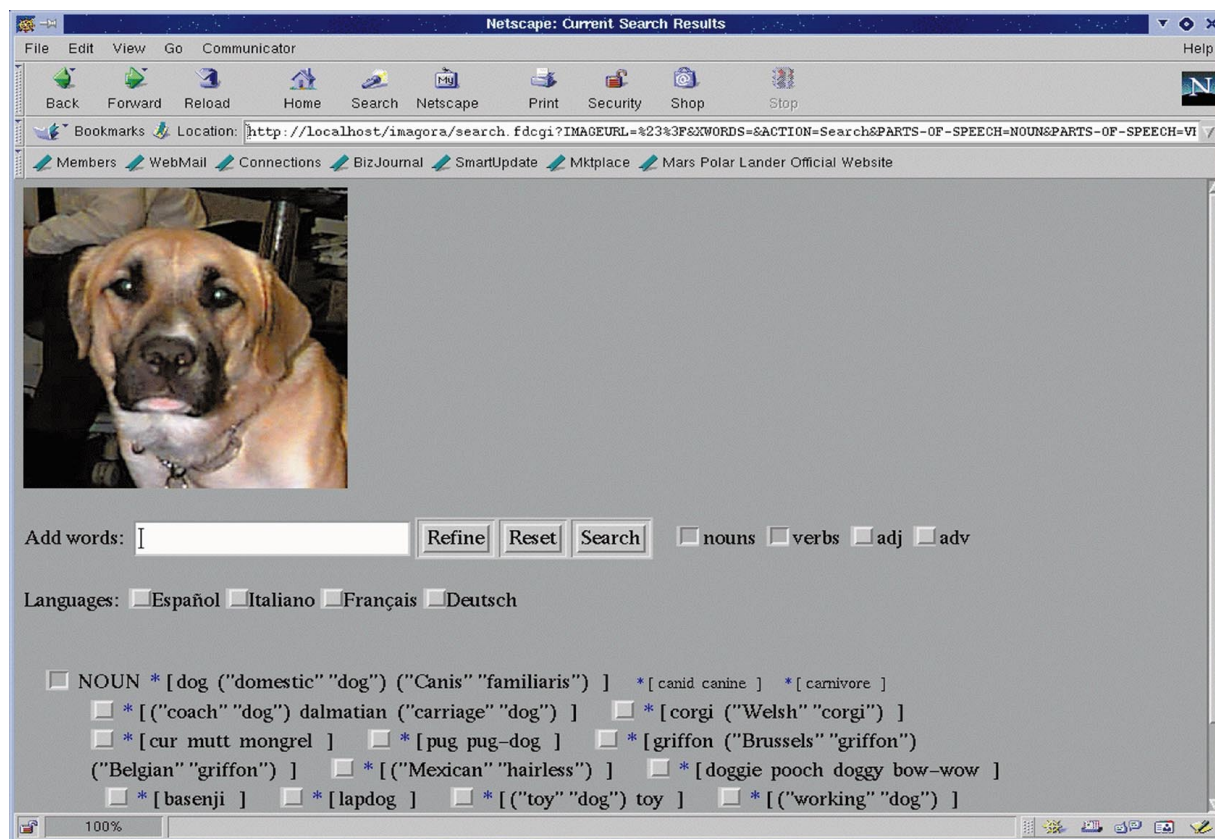 Netscape: Current Search Results
File Edit View Go Communicator Help
Back Forward Reload Home Search Netscape Print Security Shop Stop
My
N
Bookmarks Location: http://localhost/imagora/search.fdcgi?IMAGEURL=%23%3F&XWORDS=&ACTION=Search&PARTS-OF-SPEECH=NOUN&PARTS-OF-SPEECH=VE
Members WebMail Connections BizJournal SmartUpdate Mktplace Mars Polar Lander Official Website
Add words: Refine Reset Search nouns verbs adj adv
Languages: Español Italiano Français Deutsch
NOUN * [ dog ("domestic" "dog") ("Canis" "familiaris") ] * [ canid canine ] * [ carnivore ]
* [ ("coach" "dog") dalmatian ("carriage" "dog") ] * [ corgi ("Welsh" "corgi") ]
* [ cur mutt mongrel ] * [ pug pug-dog ] * [ griffon ("Brussels" "griffon")
("Belgian" "griffon") ] * [ ("Mexican" "hairless") ] * [ doggie pooch doggy bow-wow ]
* [ basenji ] * [ lapdog ] * [ ("toy" "dog") toy ] * [ ("working" "dog") ]
100%